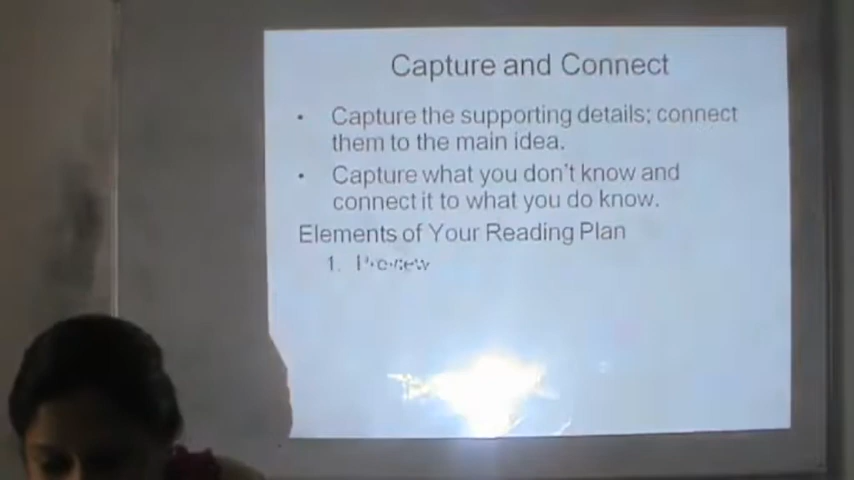 Capture and Connect
• Capture the supporting details; connect
them to the main idea.
• Capture what you don't know and
connect it to what you do know.
Elements of Your Reading Plan
1. Preview